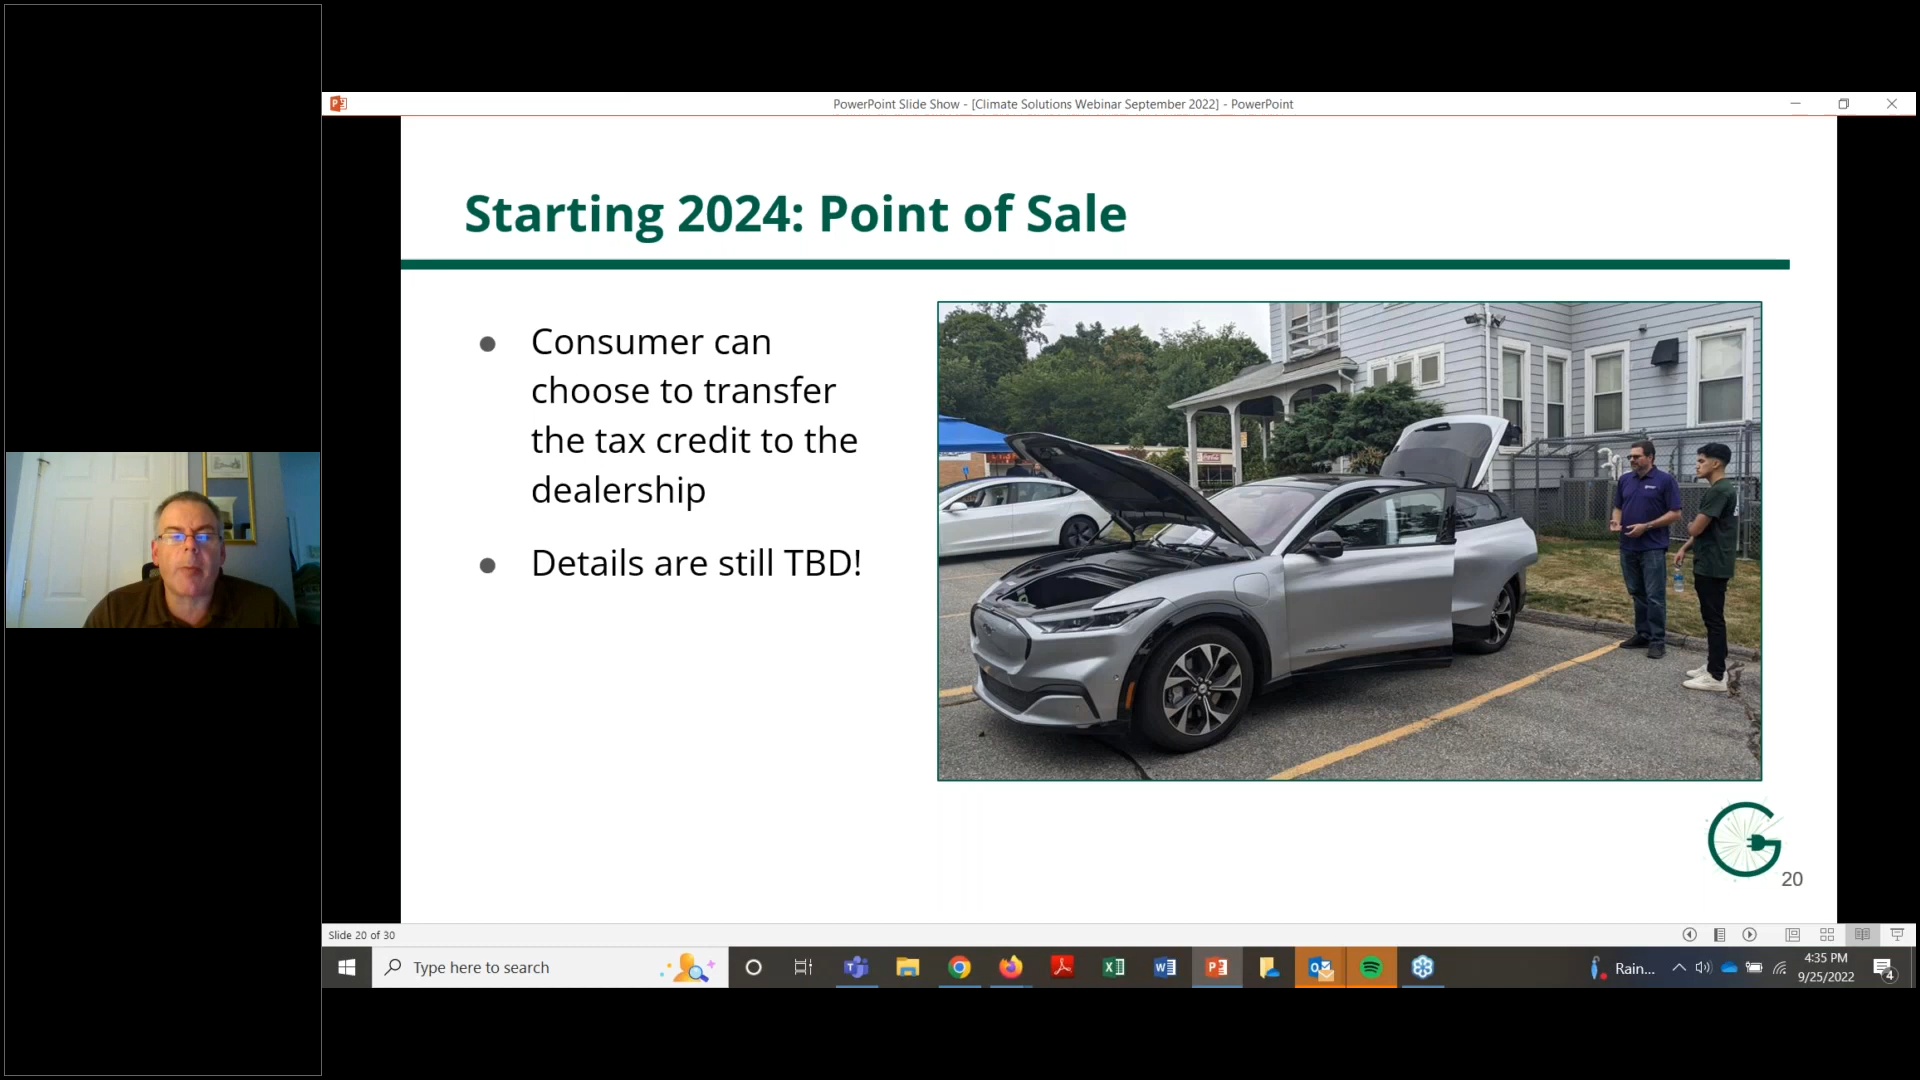 PowerPoint Slide Show - [Climate Solutions Webinar September 2022] - PowerPoint
Starting 2024: Point of Sale
Consumer can
choose to transfer
the tax credit to the
dealership
Details are still TBD!
20
Slide 20 of 30
Type here to search
Rain...
4:35 PM
9/25/2022
4